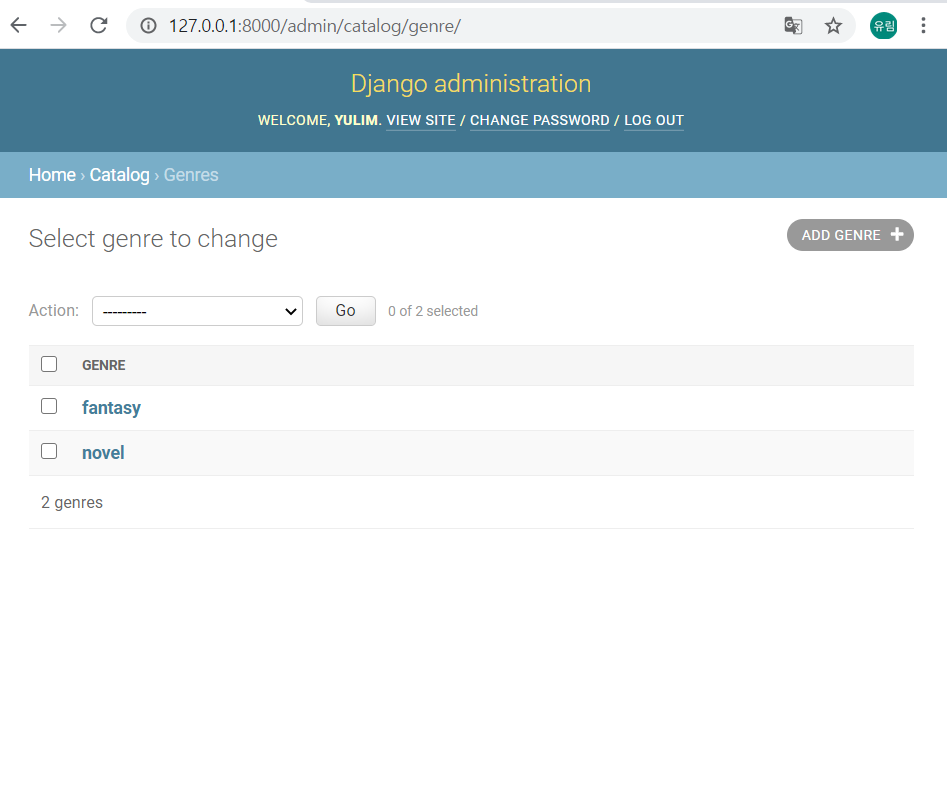 127.0.0.1:8000/admin/catalog/genre/
유림
Django administration
WELCOME, YULIM. VIEW SITE / CHANGE PASSWORD / LOG OUT
Home › Catalog › Genres
Select genre to change
ADD GENRE +
Action: --------- Go 0 of 2 selected
GENRE
fantasy
novel
2 genres